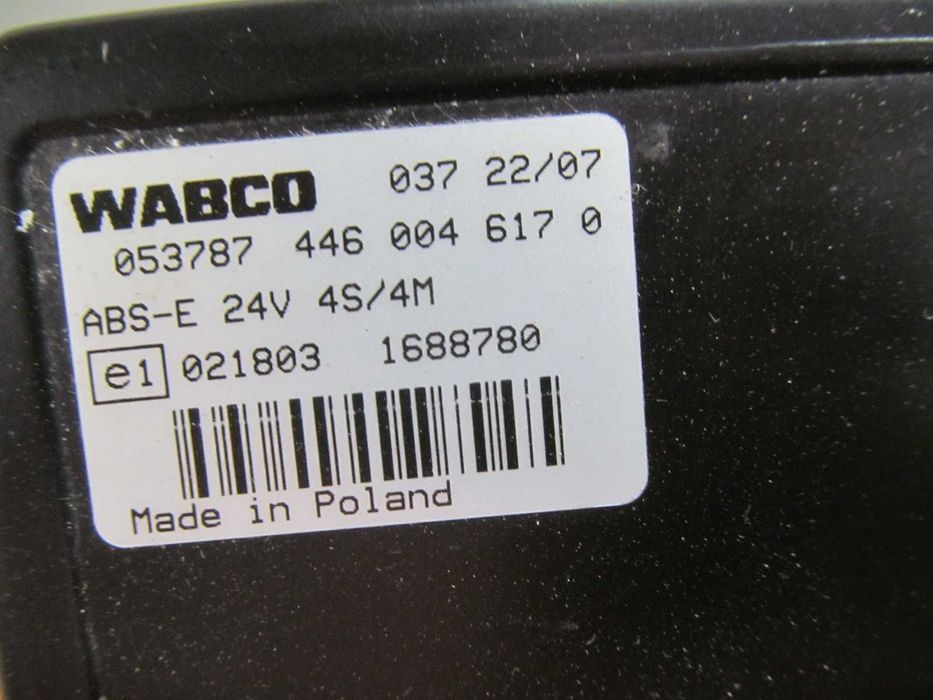 WABCO 037 22/07
053787 446 004 617 0
ABS-E 24V 4S/4M
e1 021803 1688780
Made in Poland